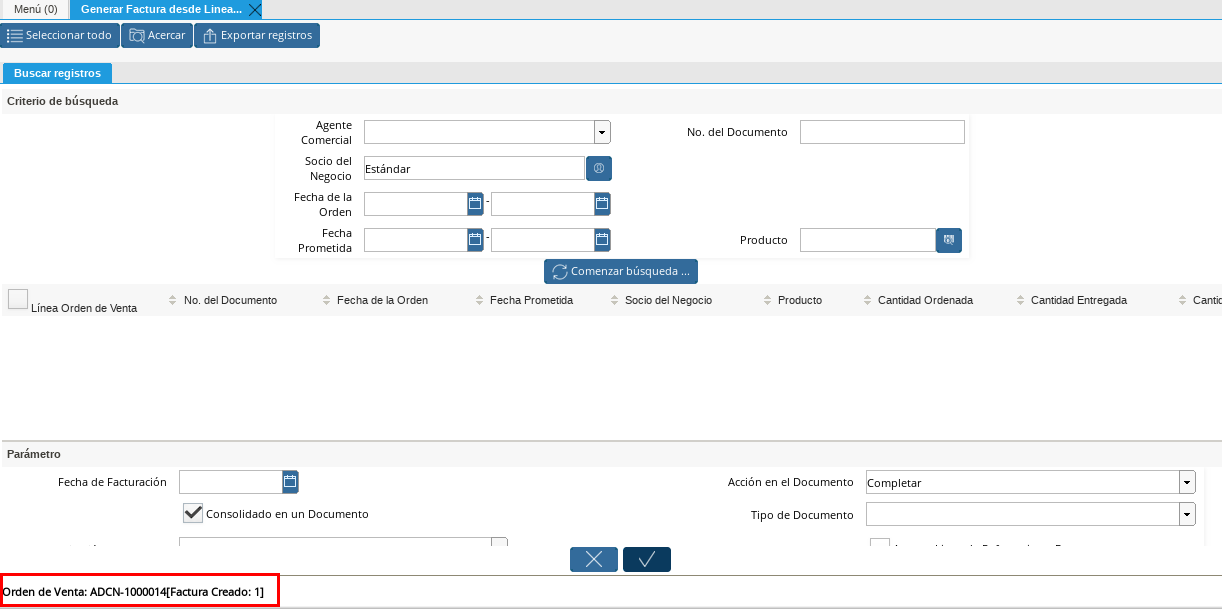 Menú (0)
Generar Factura desde Linea...
Seleccionar todo
Acercar
Exportar registros
Buscar registros
Criterio de búsqueda
Agente
Comercial
No. del Documento
Socio del
Negocio
Estándar
Fecha de la
Orden
-
Fecha
Prometida
-
Producto
Comenzar búsqueda ...
Línea Orden de Venta
No. del Documento
Fecha de la Orden
Fecha Prometida
Socio del Negocio
Producto
Cantidad Ordenada
Cantidad Entregada
Cantid
Parámetro
Fecha de Facturación
Acción en el Documento
Completar
Consolidado en un Documento
Tipo de Documento
Orden de Venta: ADCN-1000014[Factura Creado: 1]